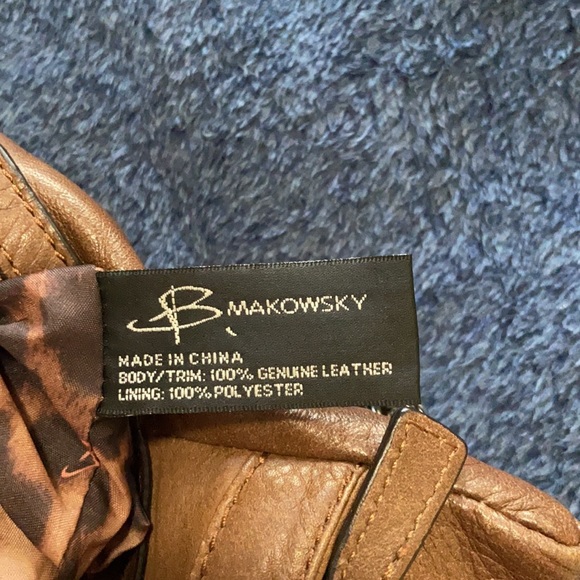 B. MAKOWSKY
MADE IN CHINA
BODY/TRIM: 100% GENUINE LEATHER
LINING: 100% POLYESTER